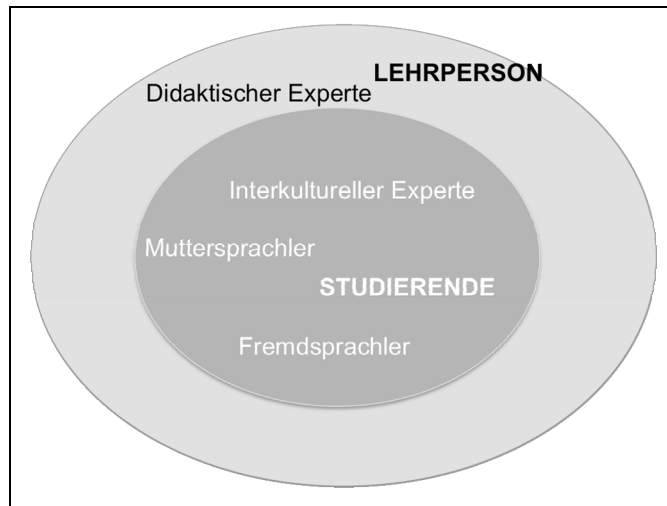 LEHRPERSON
Didaktischer Experte
Interkultureller Experte
Muttersprachler
STUDIERENDE
Fremdsprachler